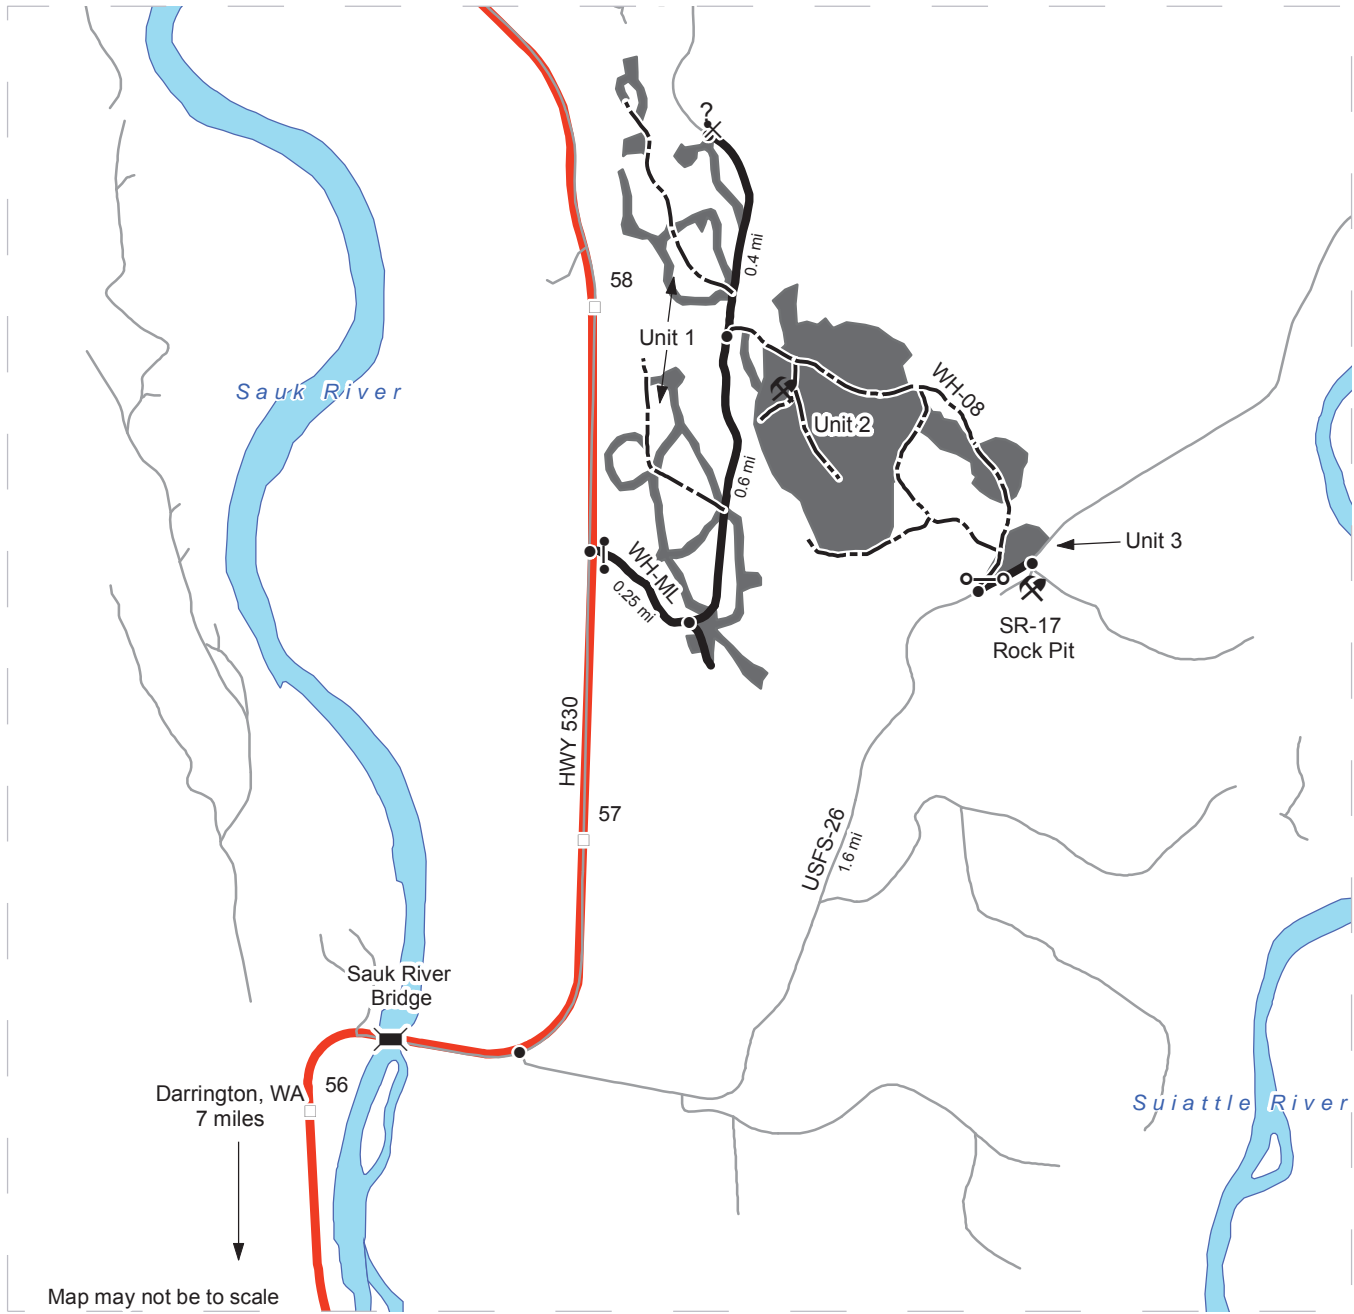 ?
0.4 mi
58
Unit 1
Sauk River
WH-08
Unit 2
0.6 mi
Unit 3
WH-ML
0.25 mi
SR-17
Rock Pit
HWY 530
57
USFS-26
1.6 mi
Sauk River
Bridge
56
Darrington, WA
7 miles
Suiattle River
Map may not be to scale